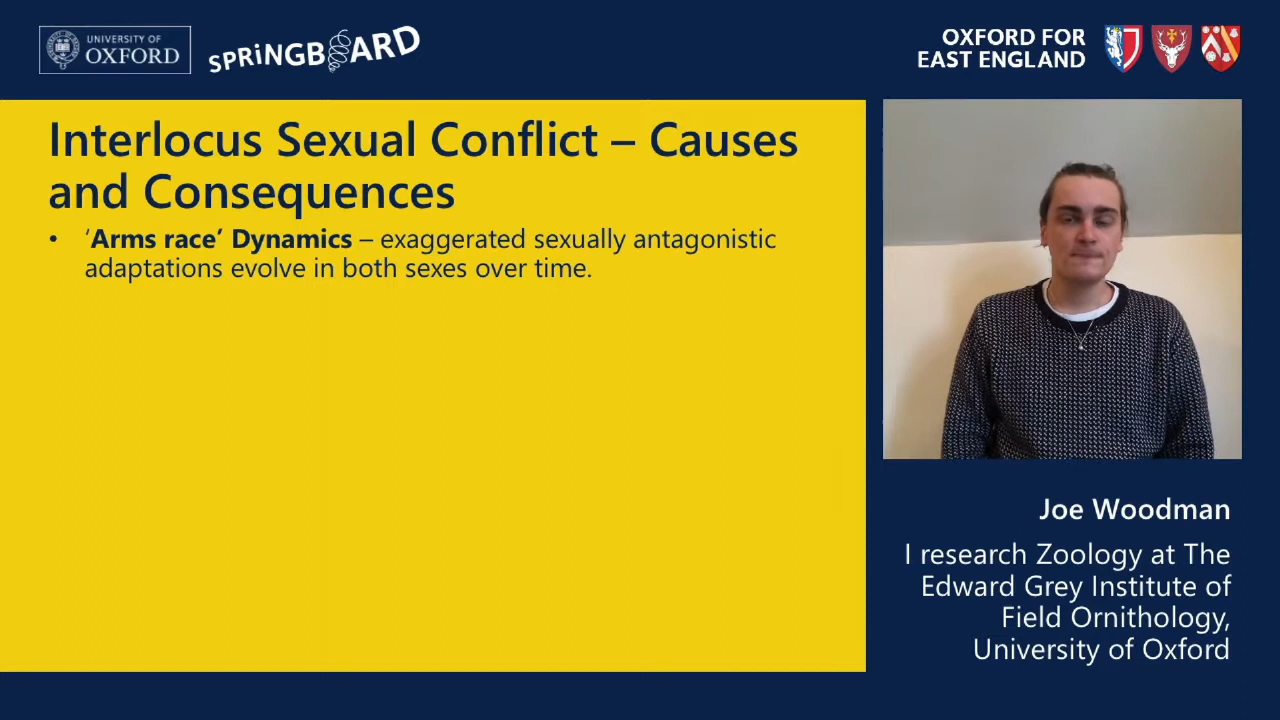 UNIVERSITY OF
OXFORD
SPRiNGBOARD
OXFORD FOR
EAST ENGLAND
Interlocus Sexual Conflict – Causes
and Consequences
• ‘Arms race’ Dynamics – exaggerated sexually antagonistic
adaptations evolve in both sexes over time.
Joe Woodman
I research Zoology at The
Edward Grey Institute of
Field Ornithology,
University of Oxford